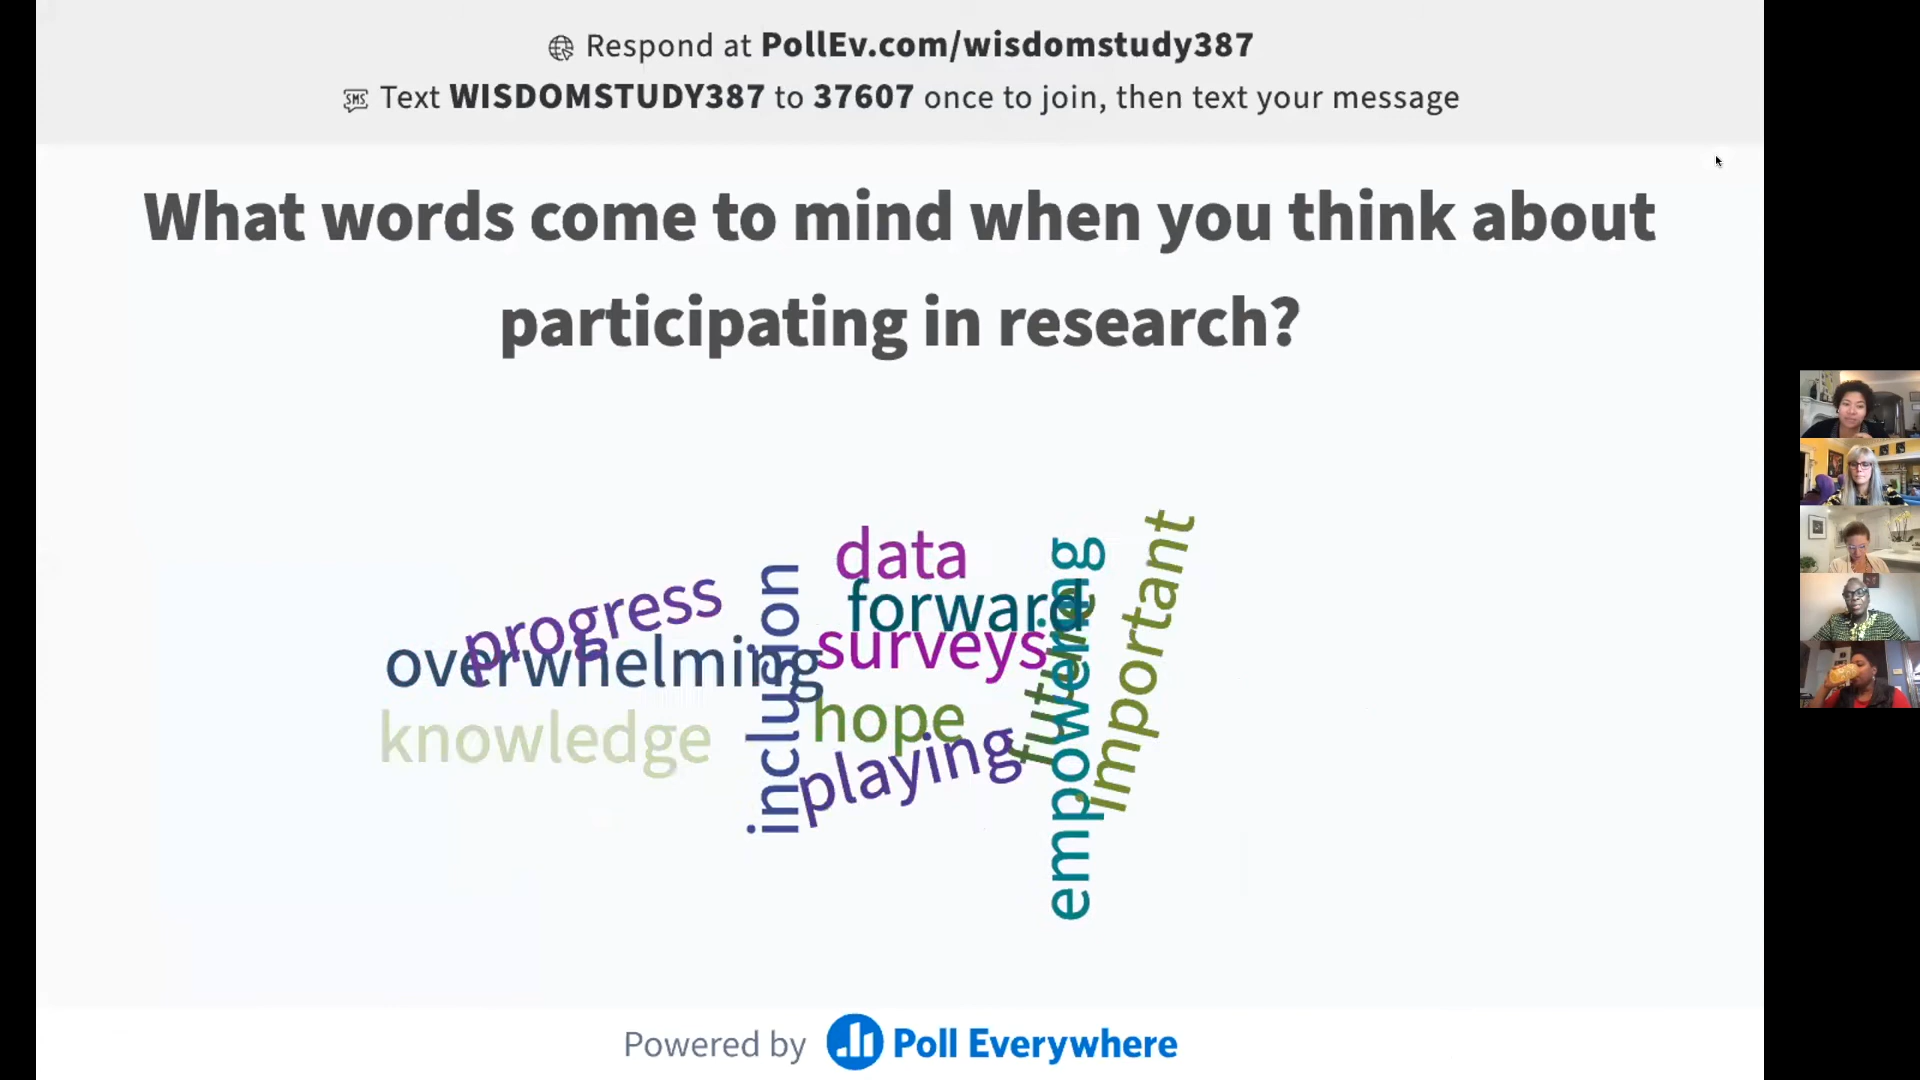 Respond at PollEv.com/wisdomstudy387
SMS Text WISDOMSTUDY387 to 37607 once to join, then text your message
What words come to mind when you think about
participating in research?
data
progress
forward
inclusion
overwhelming
surveys
future
empowering
important
knowledge
hope
playing
Powered by Poll Everywhere